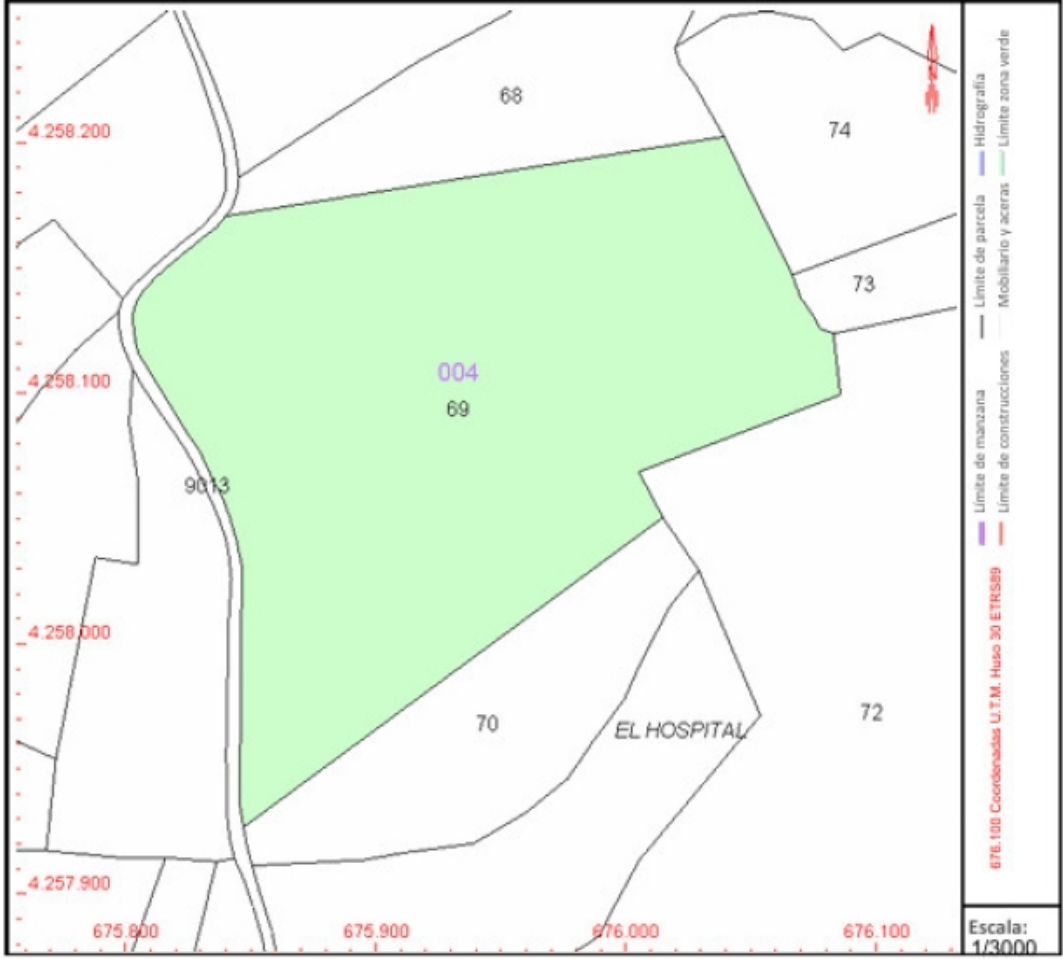 68
4.258.200
74
73
004
4.258.100
69
9013
4.258.000
70
EL HOSPITAL
72
4.257.900
675.800
675.900
676.000
676.100
676.100 Coordenadas U.T.M. Huso 30 ETRS89
Límite de manzana
Límite de parcela
Hidrografía
Límite de construcciones
Mobiliario y aceras
Límite zona verde
Escala:
1/3000